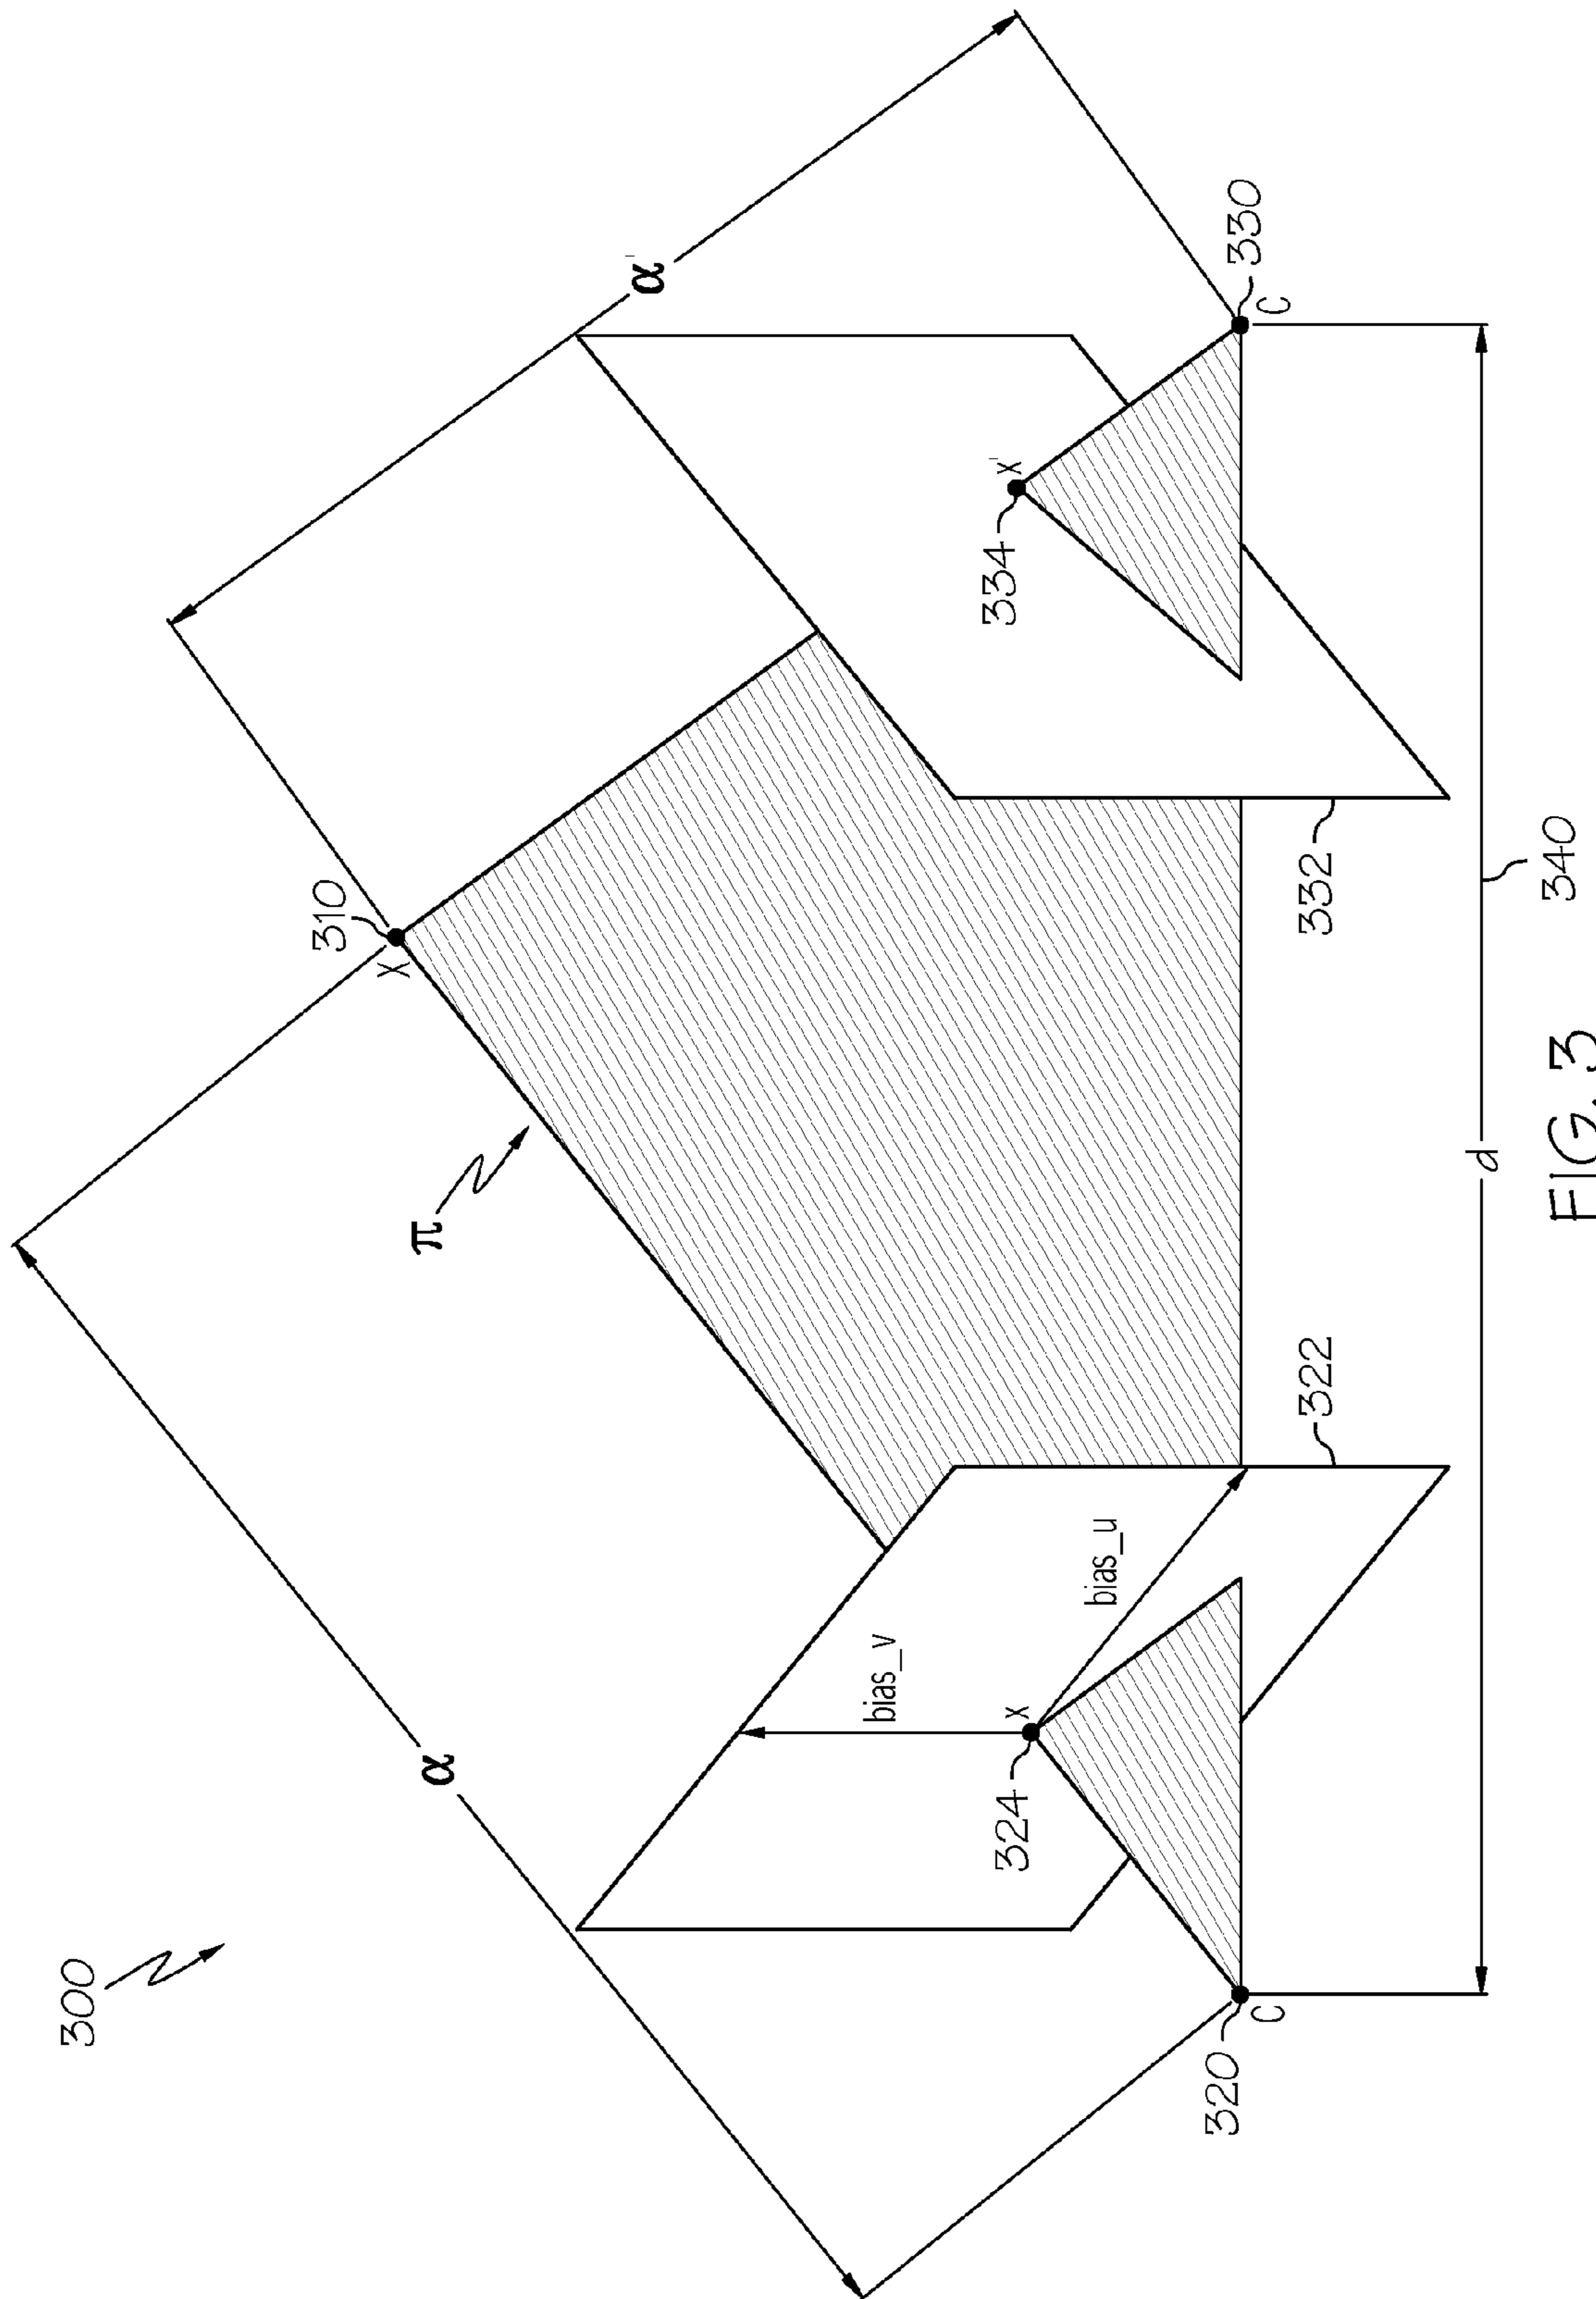 300
α
α'
310
X
π
bias_v
bias_u
324
X
334
X'
320
C
330
C
322
332
d
340
FIG. 3